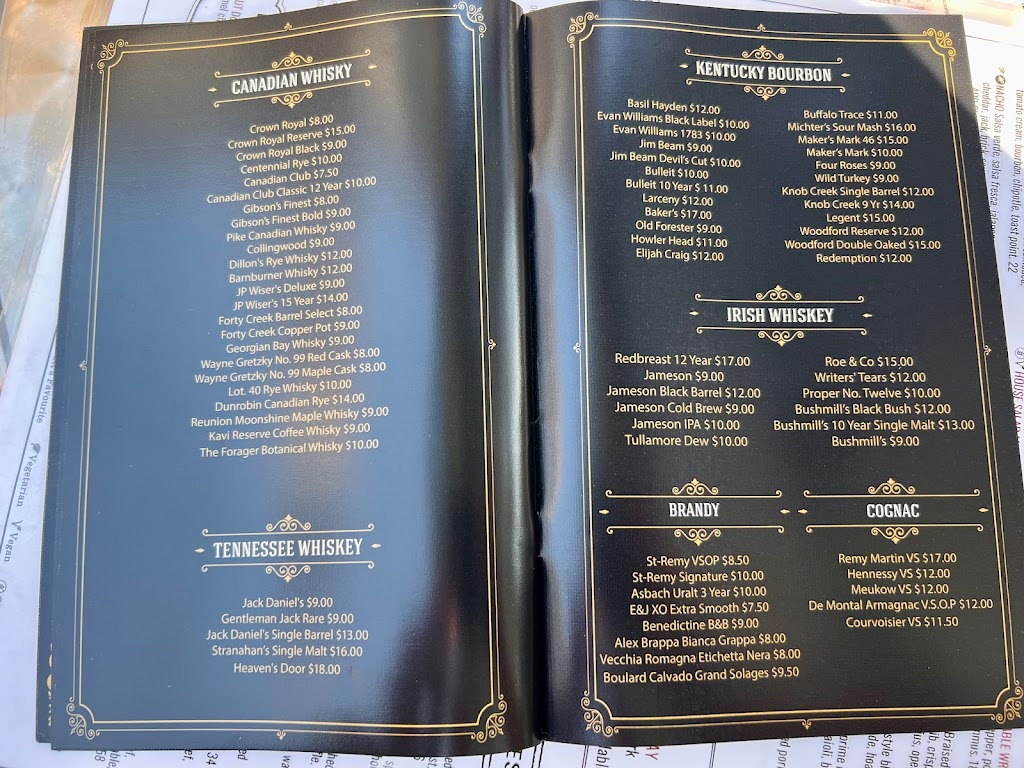 CANADIAN WHISKY
Crown Royal $8.00
Crown Royal Reserve $15.00
Crown Royal Black $9.00
Centennial Rye $10.00
Canadian Club $7.50
Canadian Club Classic 12 Year $10.00
Gibson's Finest $8.00
Gibson's Finest Bold $9.00
Pike Canadian Whisky $9.00
Collingwood $9.00
Dillon's Rye Whisky $12.00
Barnburner Whisky $12.00
JP Wiser's Deluxe $9.00
JP Wiser's 15 Year $14.00
Forty Creek Barrel Select $8.00
Forty Creek Copper Pot $9.00
Georgian Bay Whisky $9.00
Wayne Gretzky No. 99 Red Cask $8.00
Wayne Gretzky No. 99 Maple Cask $8.00
Lot. 40 Rye Whisky $10.00
Dunrobin Canadian Rye $14.00
Reunion Moonshine Maple Whisky $9.00
Kavi Reserve Coffee Whisky $9.00
The Forager Botanical Whisky $10.00
TENNESSEE WHISKEY
Jack Daniel's $9.00
Gentleman Jack Rare $9.00
Jack Daniel's Single Barrel $13.00
Stranahan's Single Malt $16.00
Heaven's Door $18.00
KENTUCKY BOURBON
Basil Hayden $12.00
Evan Williams Black Label $10.00
Evan Williams 1783 $10.00
Jim Beam $9.00
Jim Beam Devil's Cut $10.00
Bulleit $10.00
Bulleit 10 Year $ 11.00
Larceny $12.00
Baker's $17.00
Old Forester $9.00
Howler Head $11.00
Elijah Craig $12.00
Buffalo Trace $11.00
Michter's Sour Mash $16.00
Maker's Mark 46 $15.00
Maker's Mark $10.00
Four Roses $9.00
Wild Turkey $9.00
Knob Creek Single Barrel $12.00
Knob Creek 9 Yr $14.00
Legent $15.00
Woodford Reserve $12.00
Woodford Double Oaked $15.00
Redemption $12.00
IRISH WHISKEY
Redbreast 12 Year $17.00
Jameson $9.00
Jameson Black Barrel $12.00
Jameson Cold Brew $9.00
Jameson IPA $10.00
Tullamore Dew $10.00
Roe & Co $15.00
Writers' Tears $12.00
Proper No. Twelve $10.00
Bushmill's Black Bush $12.00
Bushmill's 10 Year Single Malt $13.00
Bushmill's $9.00
BRANDY
St-Remy VSOP $8.50
St-Remy Signature $10.00
Asbach Uralt 3 Year $10.00
E&J XO Extra Smooth $7.50
Benedictine B&B $9.00
Alex Brappa Bianca Grappa $8.00
Vecchia Romagna Etichetta Nera $8.00
Boulard Calvado Grand Solages $9.50
COGNAC
Remy Martin VS $17.00
Hennessy VS $12.00
Meukow VS $12.00
De Montal Armagnac V.S.O.P $12.00
Courvoisier VS $11.50
tomato cream, bourbon, chipotle, toast point. 22
NACHO Salsa verde, salsa fresca,
cheddar, jack,
Favourite
Vegetarian
Vegan
34
58